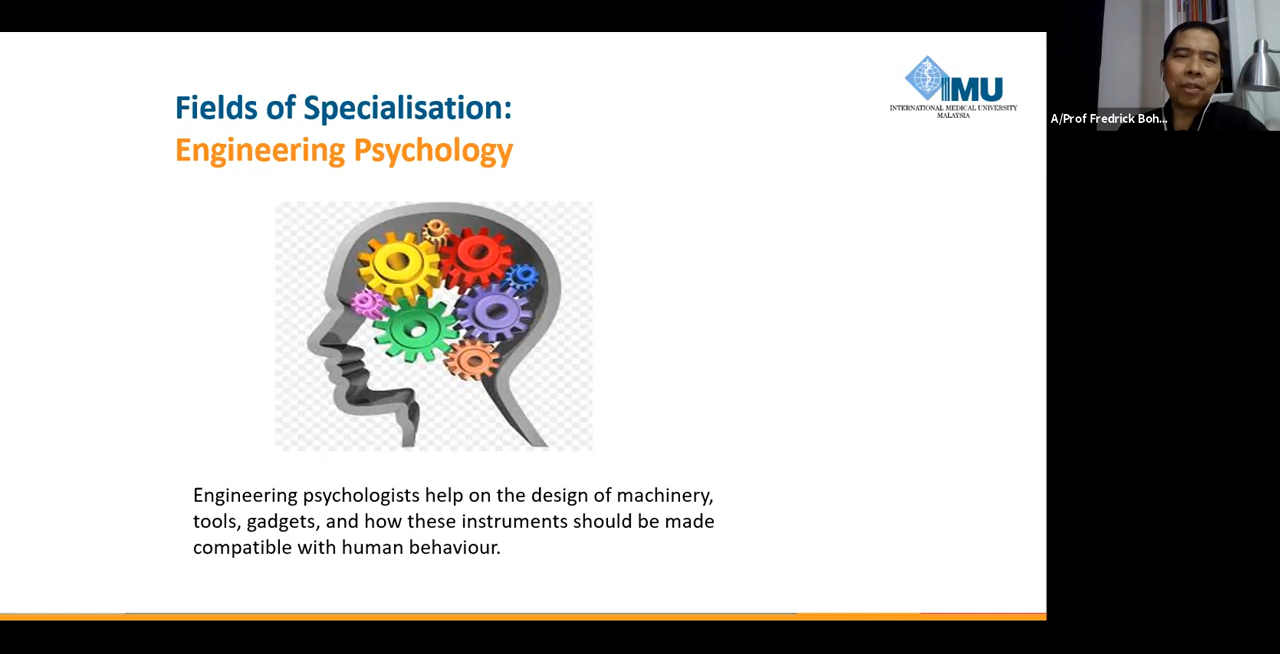 Fields of Specialisation:
Engineering Psychology
IMU
INTERNATIONAL MEDICAL UNIVERSITY
MALAYSIA
A/Prof Fredrick Boh...
Engineering psychologists help on the design of machinery,
tools, gadgets, and how these instruments should be made
compatible with human behaviour.